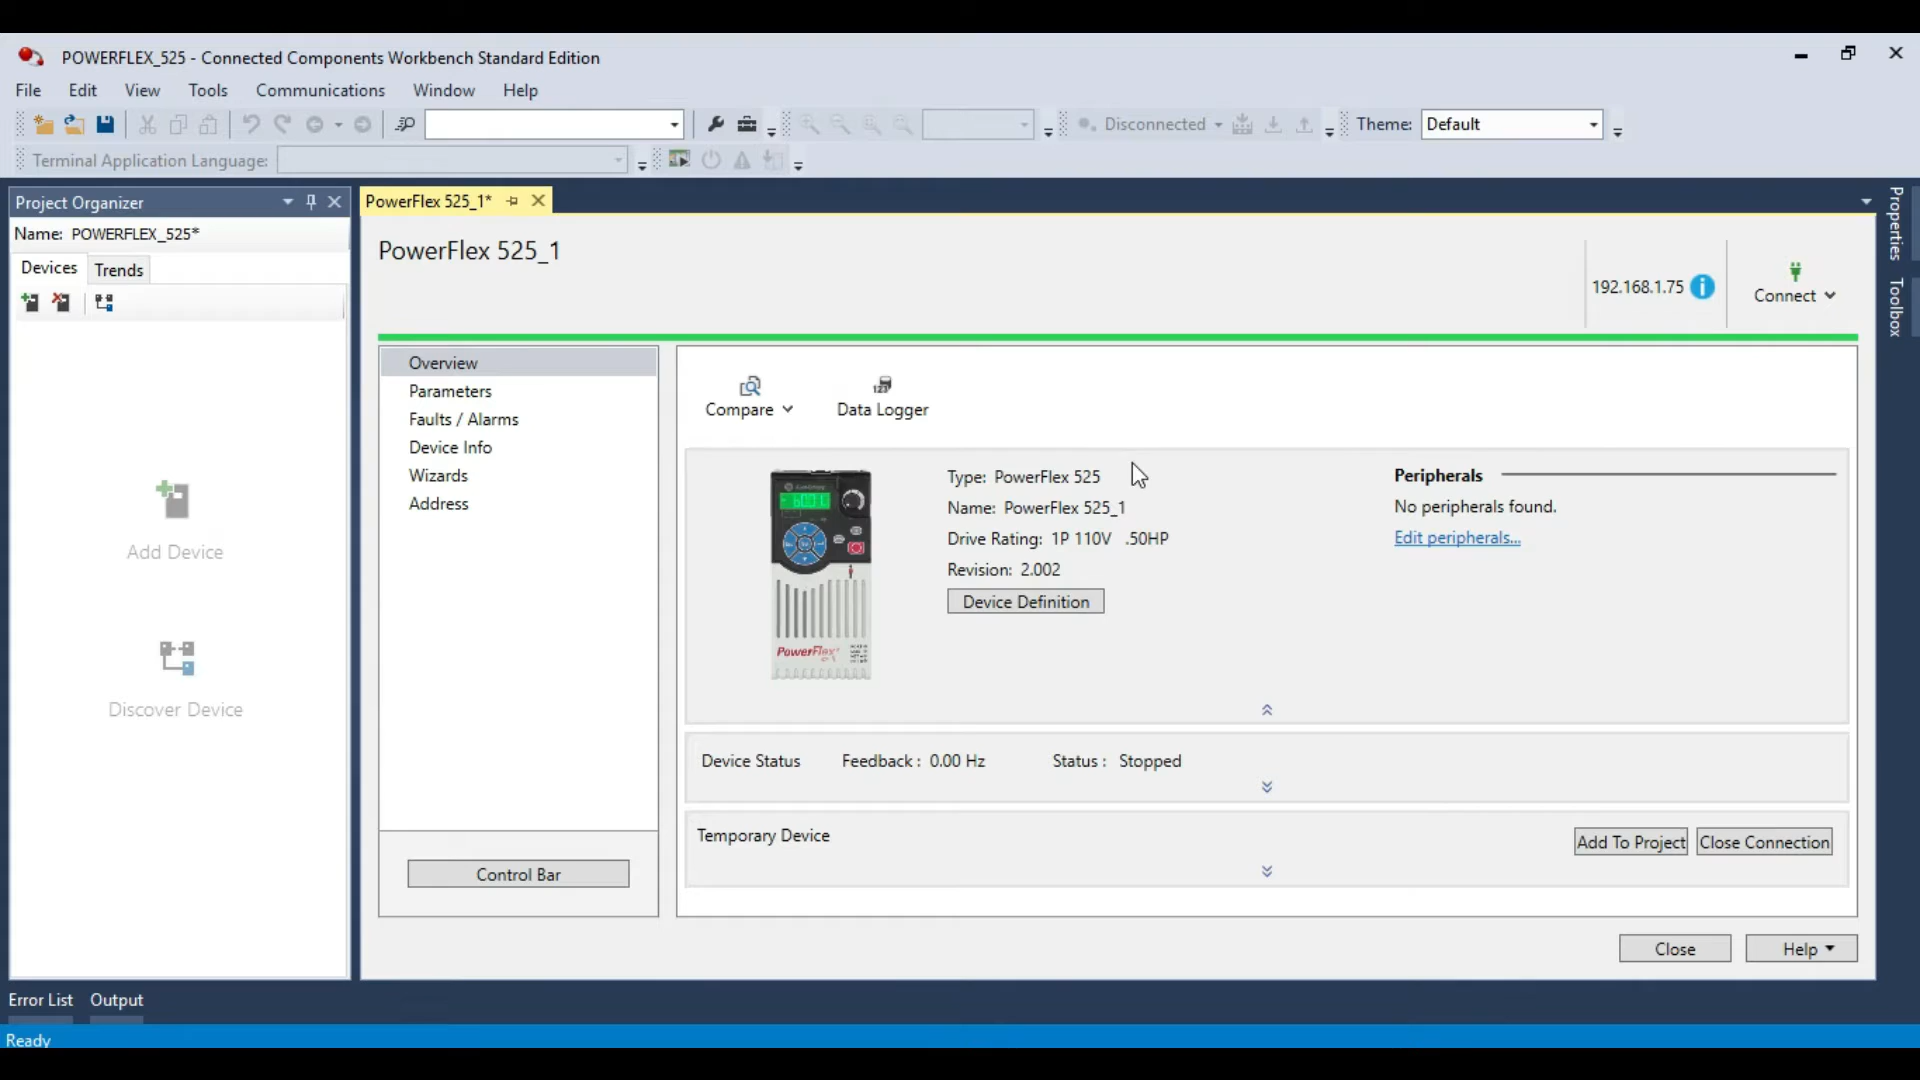 POWERFLEX_525 - Connected Components Workbench Standard Edition
File Edit View Tools Communications Window Help
Disconnected Theme: Default
Terminal Application Language:
Project Organizer
Name: POWERFLEX_525*
Devices Trends
Add Device
Discover Device
PowerFlex 525_1*
PowerFlex 525_1
192.168.1.75
Connect
Overview
Parameters
Faults / Alarms
Device Info
Wizards
Address
Control Bar
Compare
Data Logger
Type: PowerFlex 525
Name: PowerFlex 525_1
Drive Rating: 1P 110V .50HP
Revision: 2.002
Device Definition
PowerFlex
Peripherals
No peripherals found.
Edit peripherals...
Device Status Feedback : 0.00 Hz Status : Stopped
Temporary Device
Add To Project Close Connection
Close Help
Properties
Toolbox
Error List Output
Ready